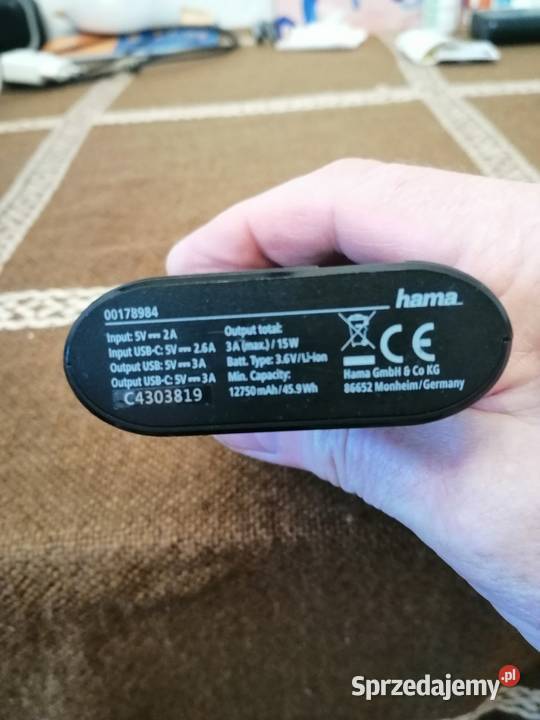 00178984
hama
Input: 5V⎓2A
Input USB-C: 5V⎓2.6A
Output USB: 5V⎓3A
Output USB-C: 5V⎓3A
C4303819
Output total:
3A (max.) / 15W
Batt. Type: 3.6V/Li-Ion
Min. Capacity:
12750 mAh / 45.9 Wh
CE
Hama GmbH & Co KG
86652 Monheim/Germany
Sprzedajemy.pl